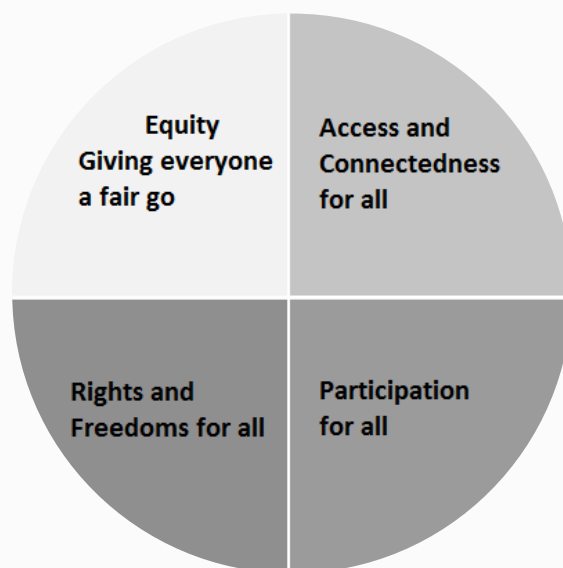 Equity
Giving everyone
a fair go
Access and
Connectedness
for all
Rights and
Freedoms for all
Participation
for all